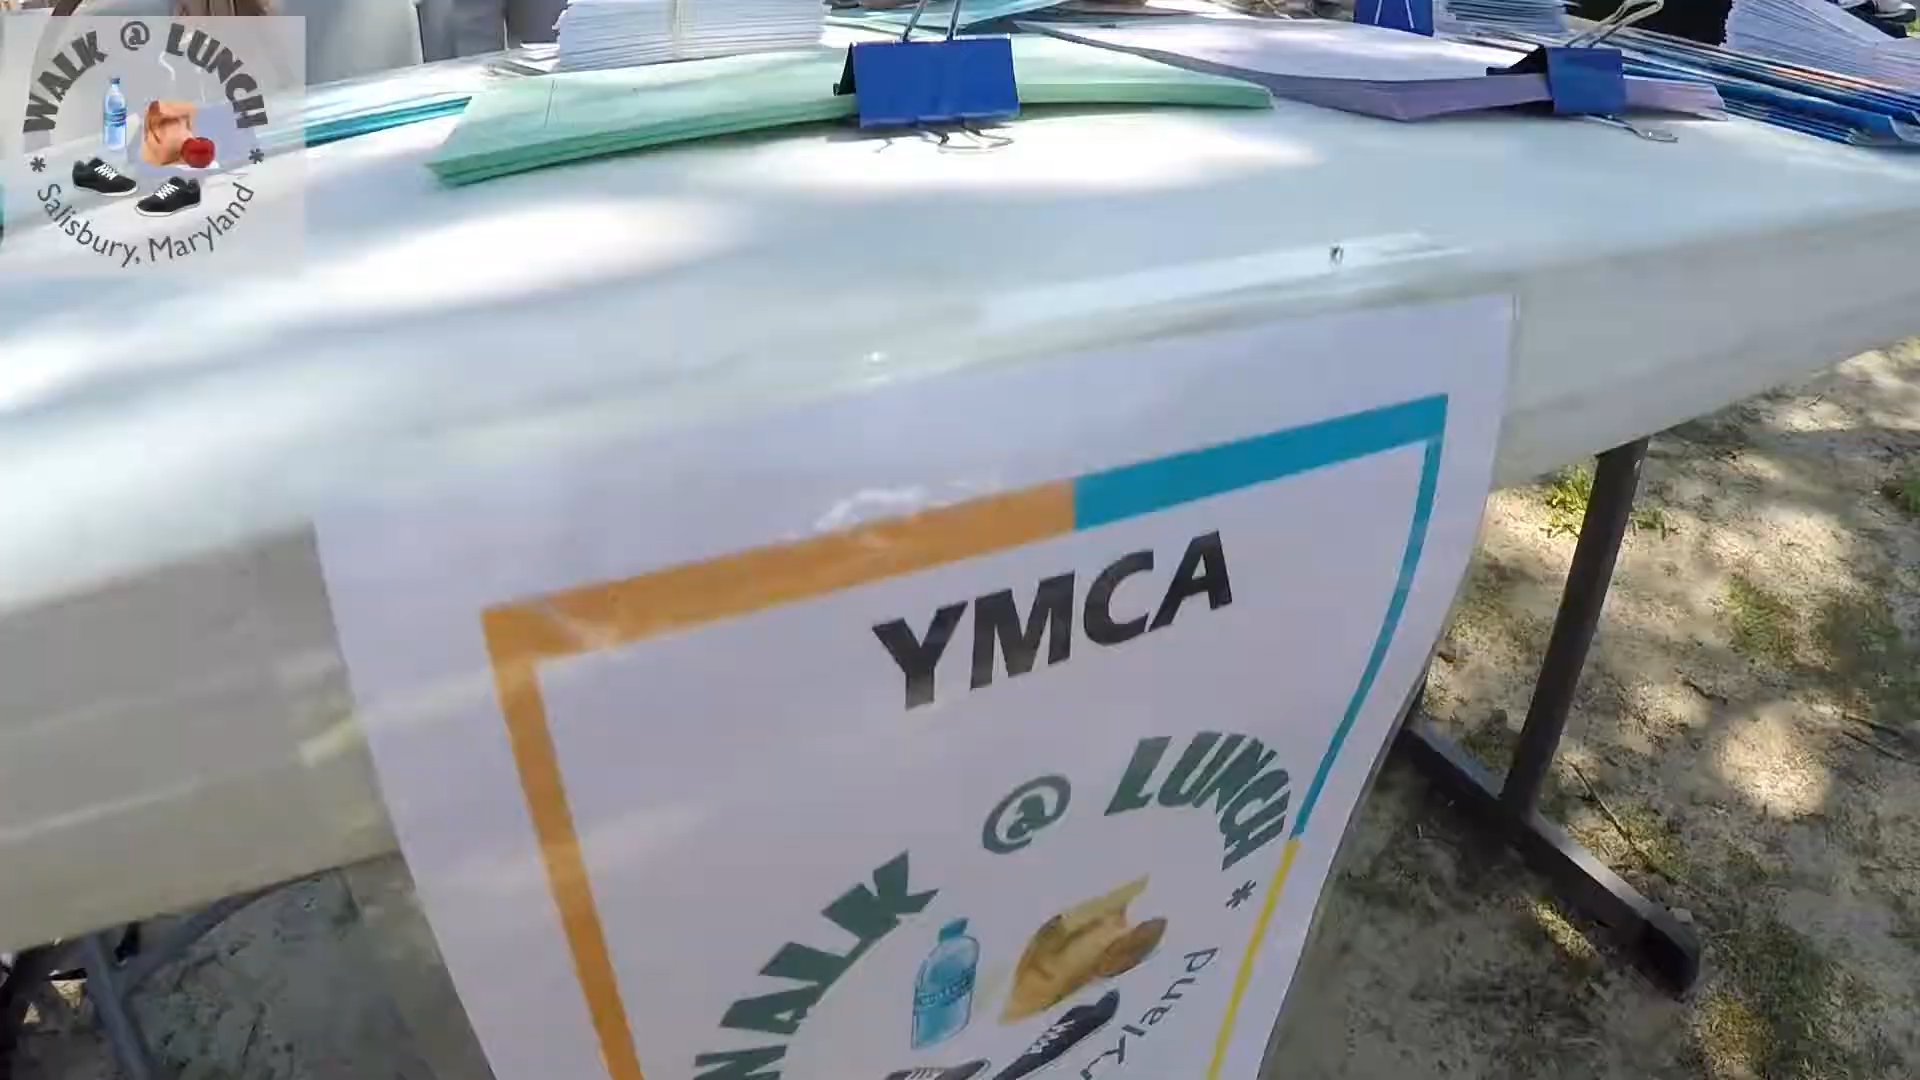 WALK @ LUNCH
* Salisbury, Maryland *
YMCA
WALK @ LUNCH *